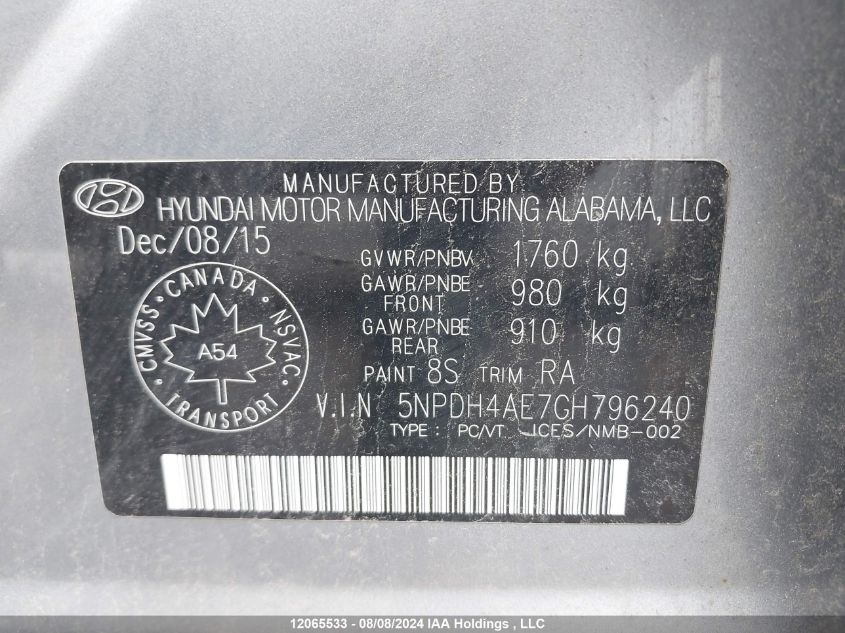 MANUFACTURED BY
HYUNDAI MOTOR MANUFACTURING ALABAMA, LLC
Dec/08/15
GVWR/PNBV 1760 kg
GAWR/PNBE FRONT 980 kg
GAWR/PNBE REAR 910 kg
PAINT 8S TRIM RA
V.I.N 5NPDH4AE7GH796240
TYPE : PC/VT ICES/NMB-002
CANADA
CMVSS NSVAC
A54
TRANSPORT
12065533 - 08/08/2024 IAA Holdings , LLC